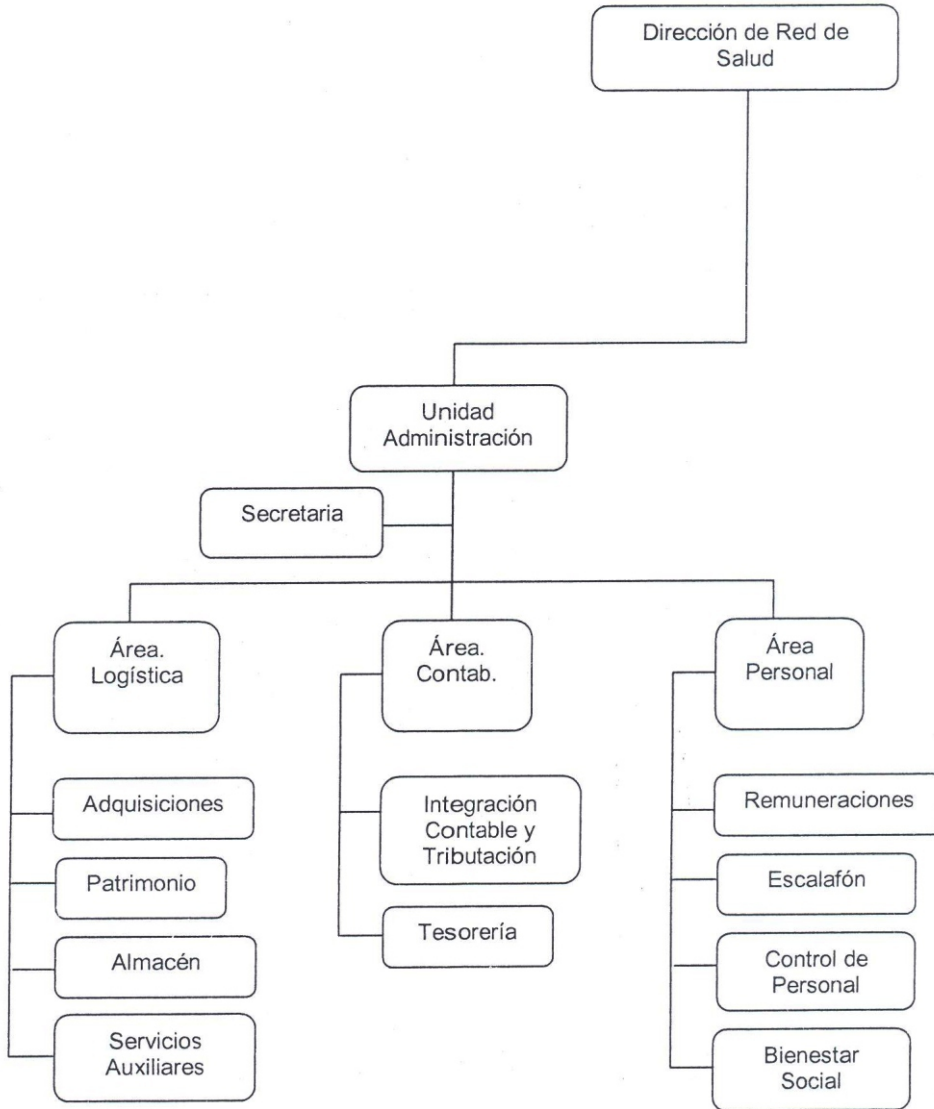 Dirección de Red de
Salud
Unidad
Administración
Secretaria
Área.
Logística
Área.
Contab.
Área
Personal
Adquisiciones
Patrimonio
Almacén
Servicios
Auxiliares
Integración
Contable y
Tributación
Tesorería
Remuneraciones
Escalafón
Control de
Personal
Bienestar
Social